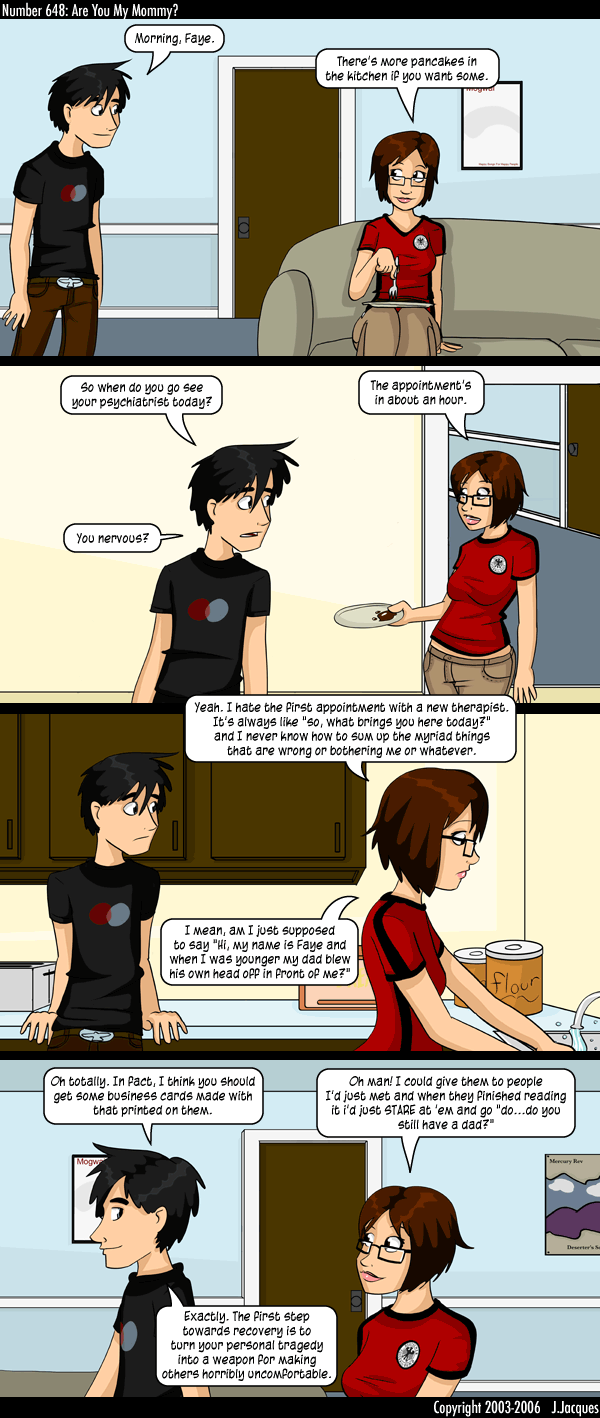 Number 648: Are You My Mommy?
Morning, Faye.
There's more pancakes in
the kitchen if you want some.
Mogwai
Happy Songs For Happy People
So when do you go see
your psychiatrist today?
The appointment's
in about an hour.
You nervous?
Yeah. I hate the first appointment with a new therapist.
It's always like "so, what brings you here today?"
and I never know how to sum up the myriad things
that are wrong or bothering me or whatever.
I mean, am I just supposed
to say "Hi, my name is Faye and
when I was younger my dad blew
his own head off in front of me?"
flour
Oh totally. In fact, I think you should
get some business cards made with
that printed on them.
Oh man! I could give them to people
I'd just met and when they finished reading
it i'd just STARE at 'em and go "do...do you
still have a dad?"
Mogwai
Mercury Rev
Deserter's So
Exactly. The first step
towards recovery is to
turn your personal tragedy
into a weapon for making
others horribly uncomfortable.
Copyright 2003-2006 J.Jacques